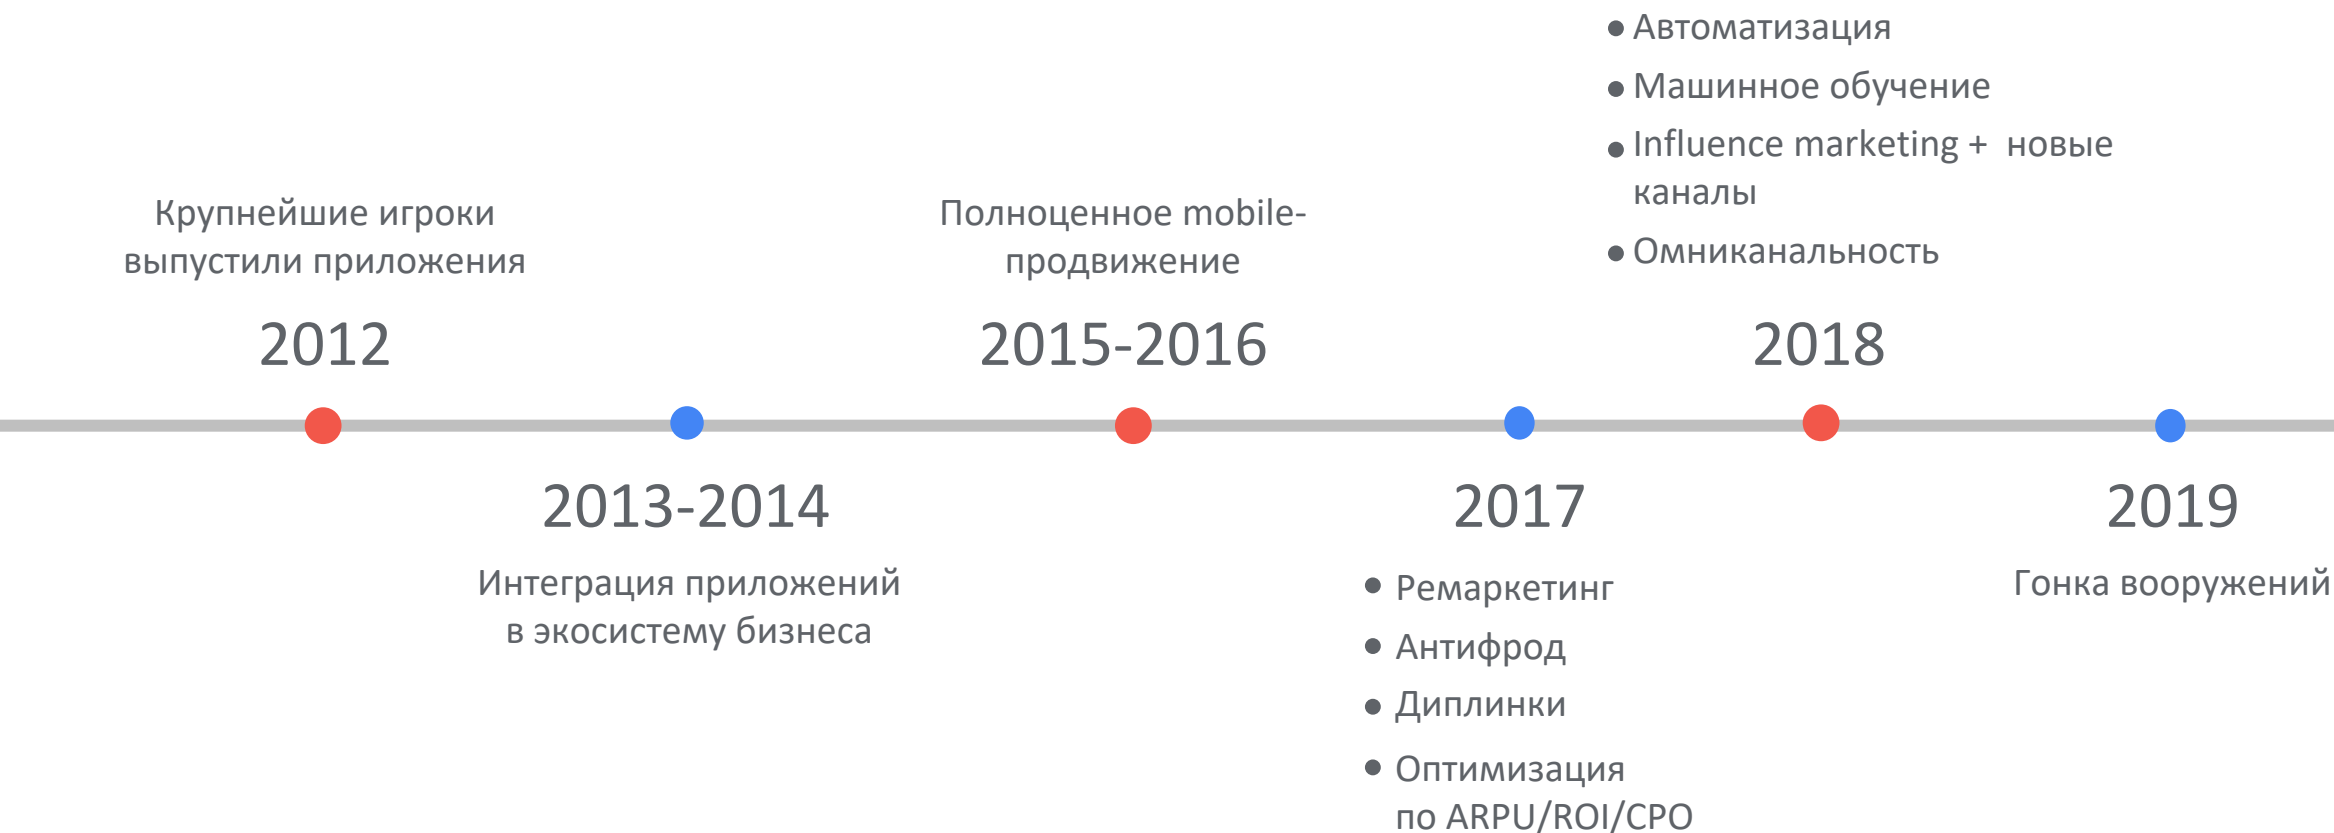 Крупнейшие игроки
выпустили приложения
2012
2013-2014
Интеграция приложений
в экосистему бизнеса
Полноценное mobile-
продвижение
2015-2016
2017
• Ремаркетинг
• Антифрод
• Диплинки
• Оптимизация
по ARPU/ROI/CPO
• Автоматизация
• Машинное обучение
• Influence marketing + новые
каналы
• Омниканальность
2018
2019
Гонка вооружений